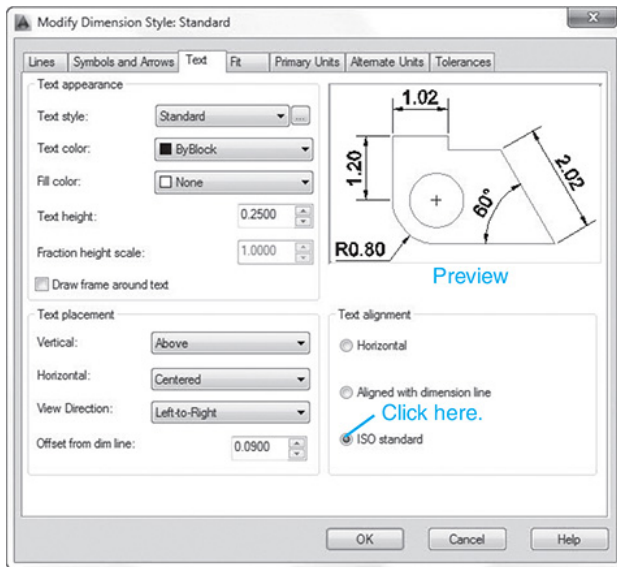 Modify Dimension Style: Standard
Lines Symbols and Arrows Text Fit Primary Units Alternate Units Tolerances
Text appearance
Text style: Standard ...
Text color: ByBlock
Fill color: None
Text height: 0.2500
Fraction height scale: 1.0000
Draw frame around text
1.02
1.20
2.02
60°
R0.80
Preview
Text placement
Vertical: Above
Horizontal: Centered
View Direction: Left-to-Right
Offset from dim line: 0.0900
Text alignment
Horizontal
Aligned with dimension line
Click here.
ISO standard
OK Cancel Help